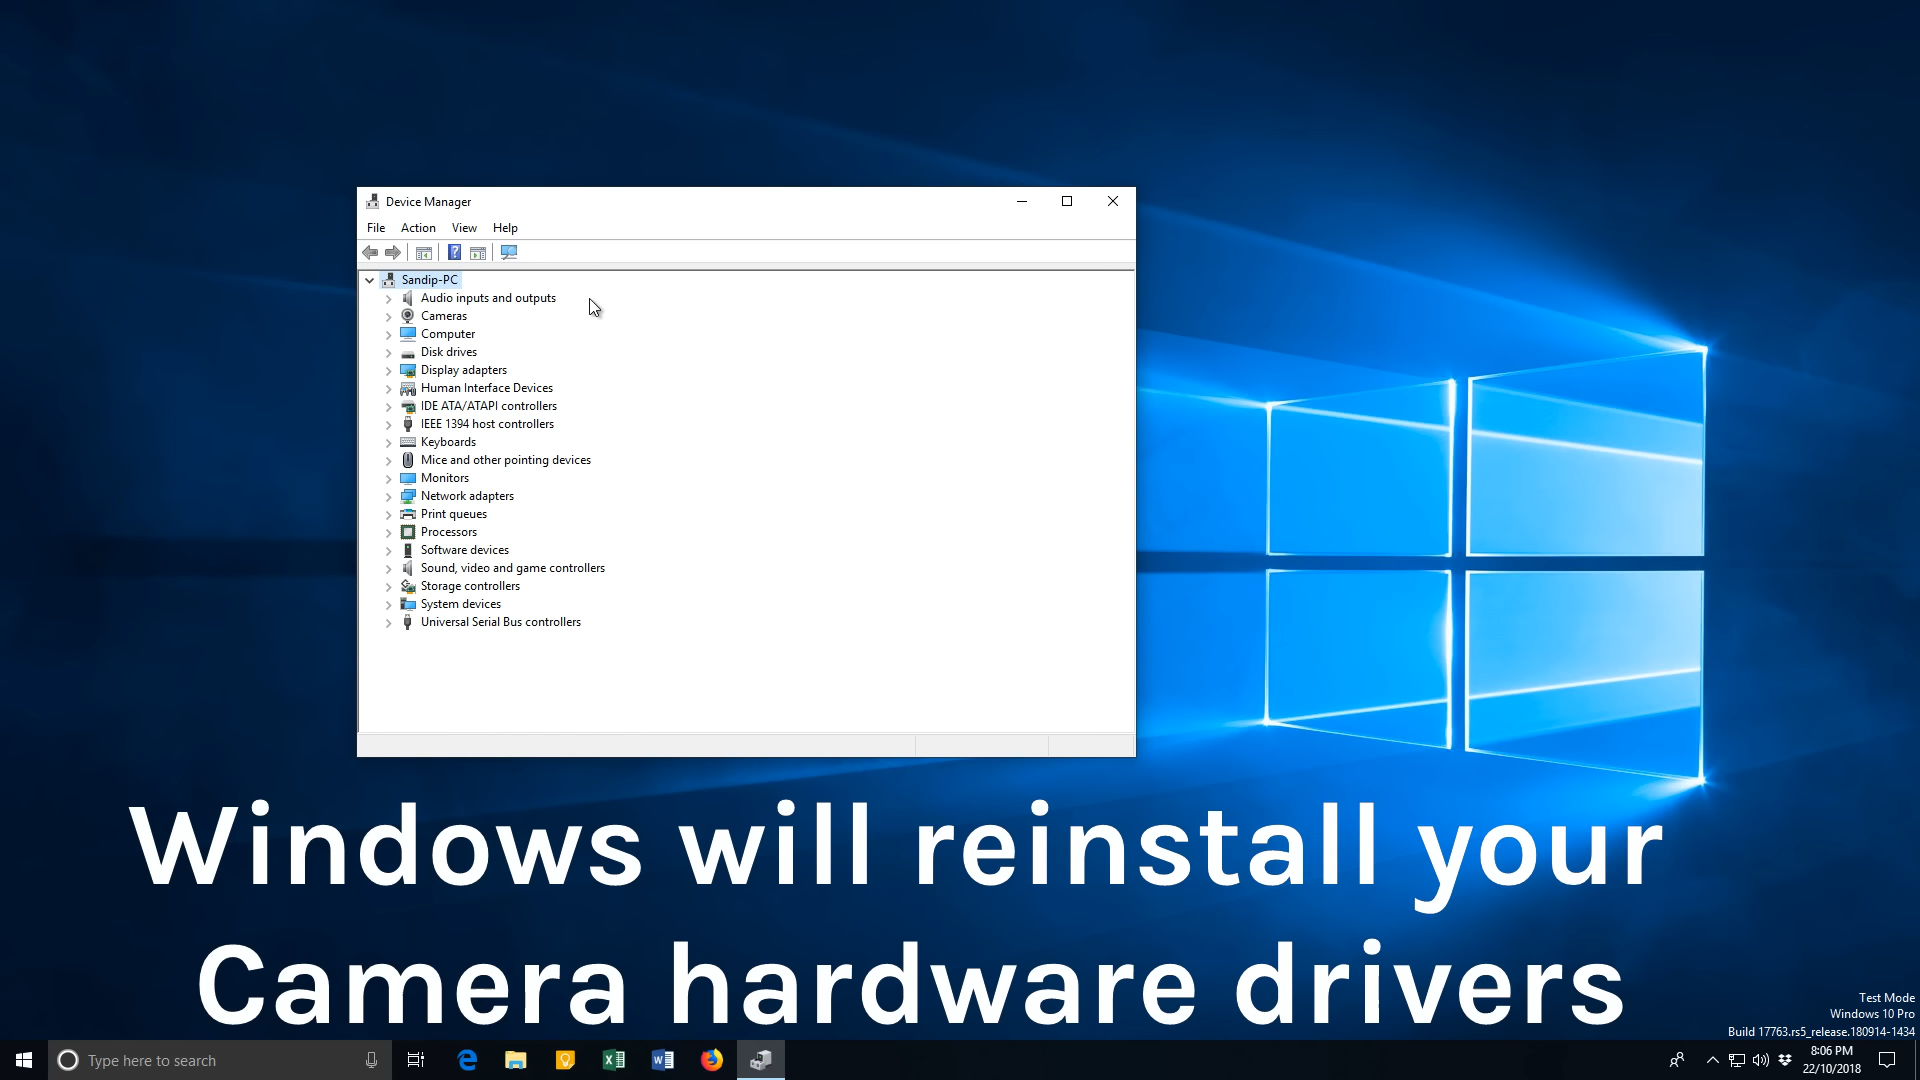 Device Manager
File Action View Help
Sandip-PC
Audio inputs and outputs
Cameras
Computer
Disk drives
Display adapters
Human Interface Devices
IDE ATA/ATAPI controllers
IEEE 1394 host controllers
Keyboards
Mice and other pointing devices
Monitors
Network adapters
Print queues
Processors
Software devices
Sound, video and game controllers
Storage controllers
System devices
Universal Serial Bus controllers
Windows will reinstall your
Camera hardware drivers
Test Mode
Windows 10 Pro
Build 17763.rs5_release.180914-1434
Type here to search
8:06 PM
22/10/2018